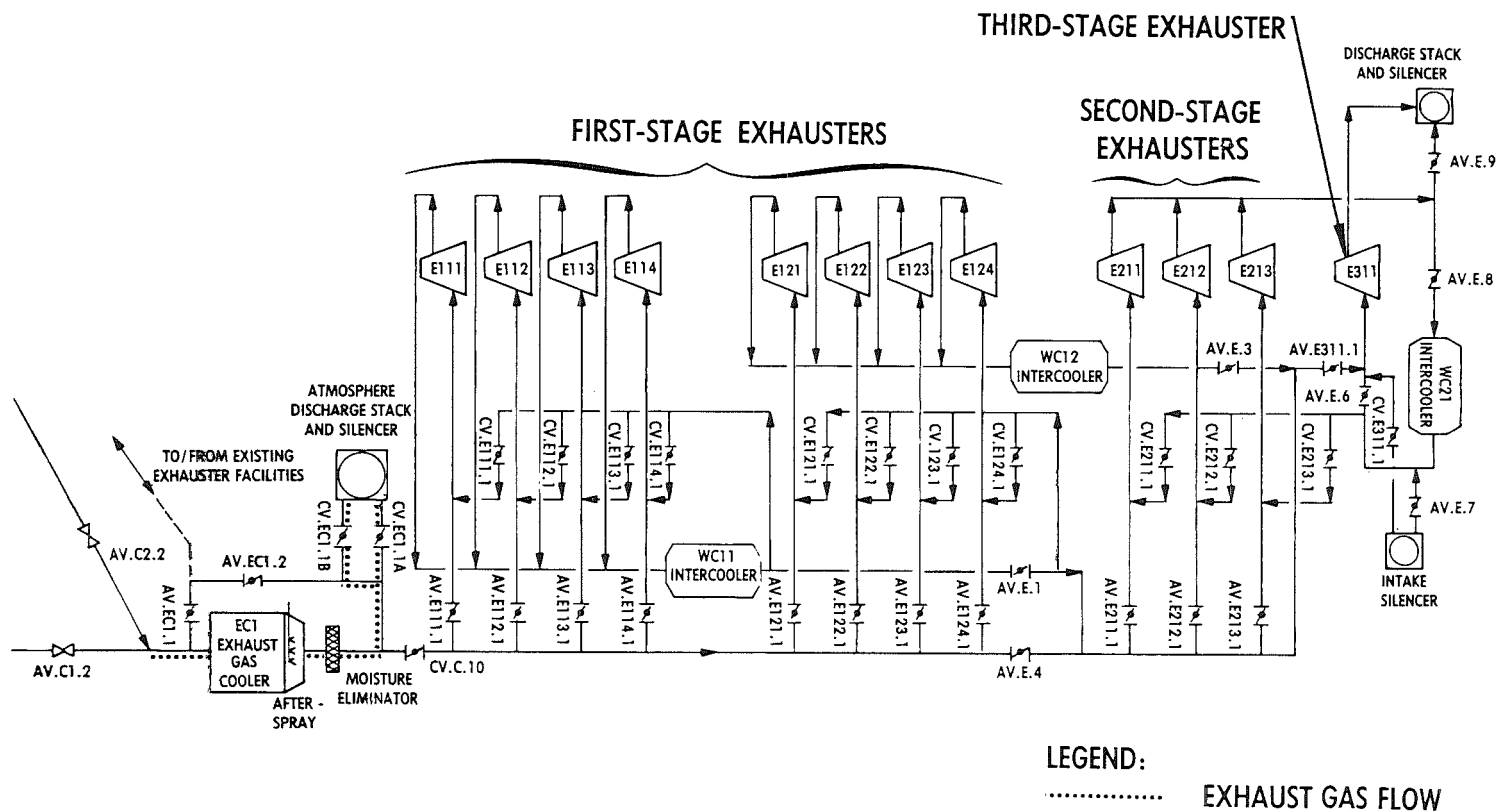 THIRD-STAGE EXHAUSTER
DISCHARGE STACK
AND SILENCER
FIRST-STAGE EXHAUSTERS
SECOND-STAGE
EXHAUSTERS
AV.E.9
E111
E112
E113
E114
E121
E122
E123
E124
E211
E212
E213
E311
AV.E.8
WC12
INTERCOOLER
AV.E.3
AV.E311.1
WC21
INTERCOOLER
AV.E.6
CV.E311.1
ATMOSPHERE
DISCHARGE STACK
AND SILENCER
TO/FROM EXISTING
EXHAUSTER FACILITIES
CV.E111.1
CV.E112.1
CV.E113.1
CV.E114.1
CV.E121.1
CV.E122.1
CV.123.1
CV.E124.1
CV.E211.1
CV.E212.1
CV.E213.1
AV.E.7
CV.EC1.1B
CV.EC1.1A
AV.C2.2
AV.EC1.2
WC11
INTERCOOLER
AV.E.1
INTAKE
SILENCER
AV.EC1.1
AV.E111.1
AV.E112.1
AV.E113.1
AV.E114.1
AV.E121.1
AV.E122.1
AV.E123.1
AV.E124.1
AV.E211.1
AV.E212.1
AV.E213.1
EC1
EXHAUST
GAS
COOLER
AV.C1.2
CV.C.10
AV.E.4
MOISTURE
ELIMINATOR
AFTER -
SPRAY
LEGEND:
EXHAUST GAS FLOW